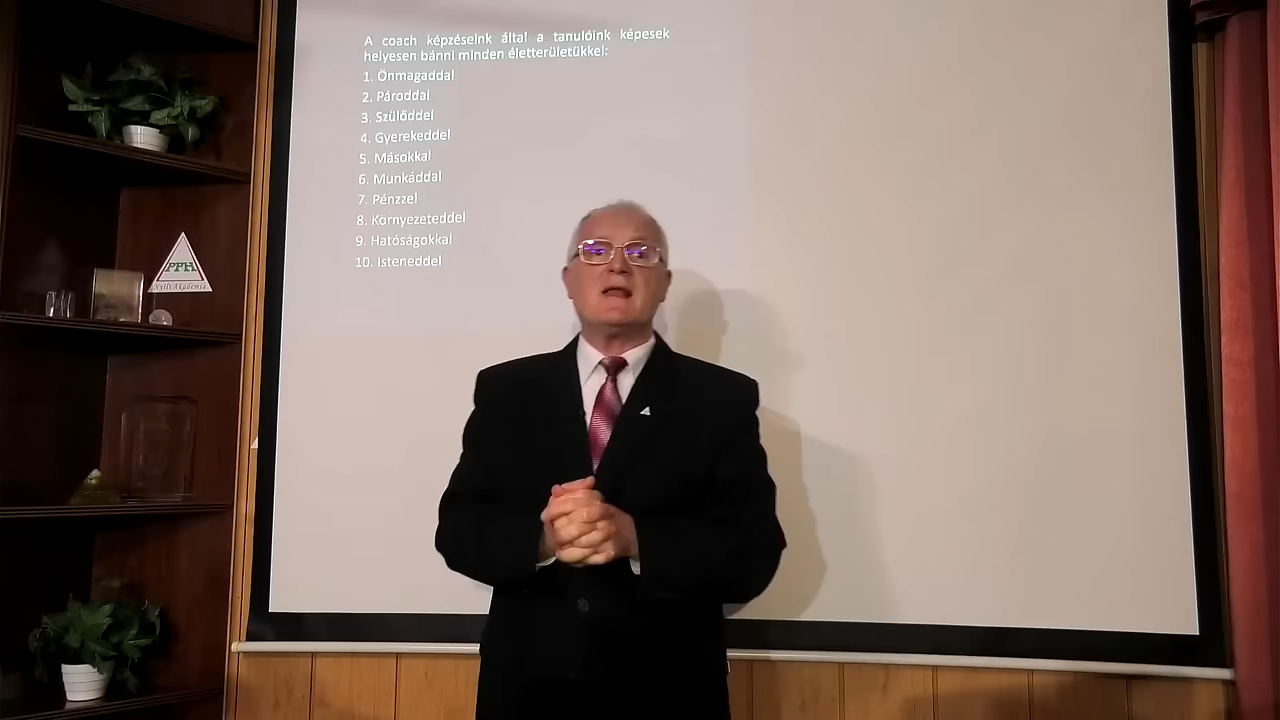 A coach képzéseink által a tanulóink képesek
helyesen bánni minden életterületükkel:
1. Önmagaddal
2. Pároddal
3. Szülőddel
4. Gyerekeddel
5. Másokkal
6. Munkáddal
7. Pénzzel
8. Környezeteddel
9. Hatóságokkal
10. Isteneddel
PPH
Nyílt Akadémia